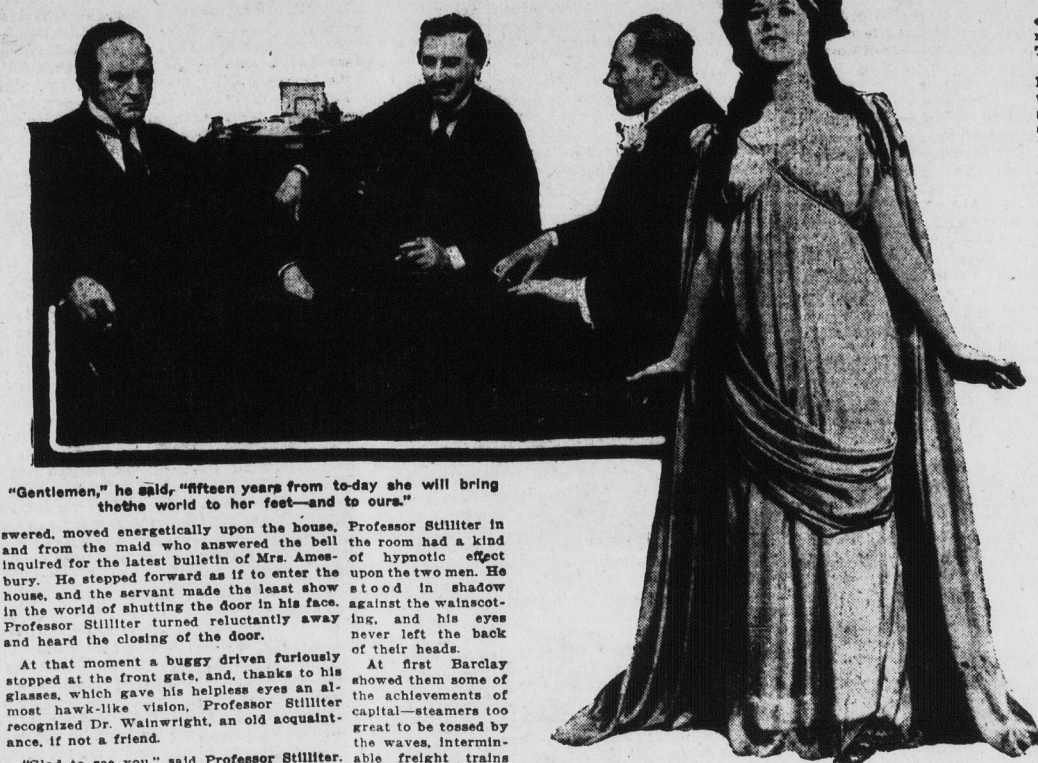 "Gentlemen," he said, "fifteen years from to-day she will bring
thethe world to her feet—and to ours."
swered, moved energetically upon the house,
and from the maid who answered the bell
inquired for the latest bulletin of Mrs. Ames-
bury. He stepped forward as if to enter the
house, and the servant made the least show
in the world of shutting the door in his face.
Professor Stilliter turned reluctantly away
and heard the closing of the door.
At that moment a buggy driven furiously
stopped at the front gate, and, thanks to his
glasses, which gave his helpless eyes an al-
most hawk-like vision, Professor Stilliter
recognized Dr. Wainwright, an old acquaint-
ance, if not a friend.
"Glad to see you," said Professor Stilliter.
Professor Stilliter in
the room had a kind
of hypnotic effect
upon the two men. He
stood in shadow
against the wainscot-
ing, and his eyes
never left the back
of their heads.
At first Barclay
showed them some of
the achievements of
capital—steamers too
great to be tossed by
the waves, intermin-
able freight trains